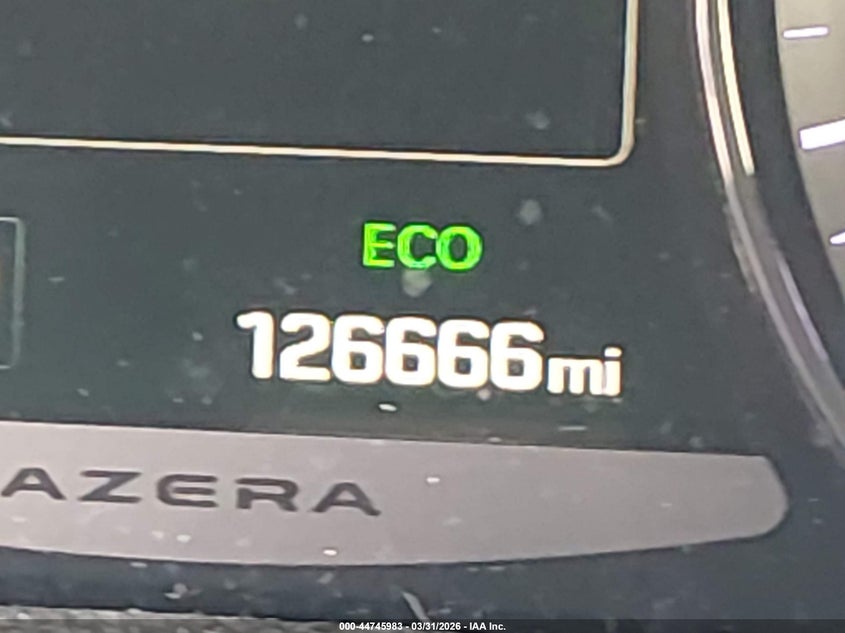 ECO
126666mi
AZERA
000-44745983 - 03/31/2026 - IAA Inc.